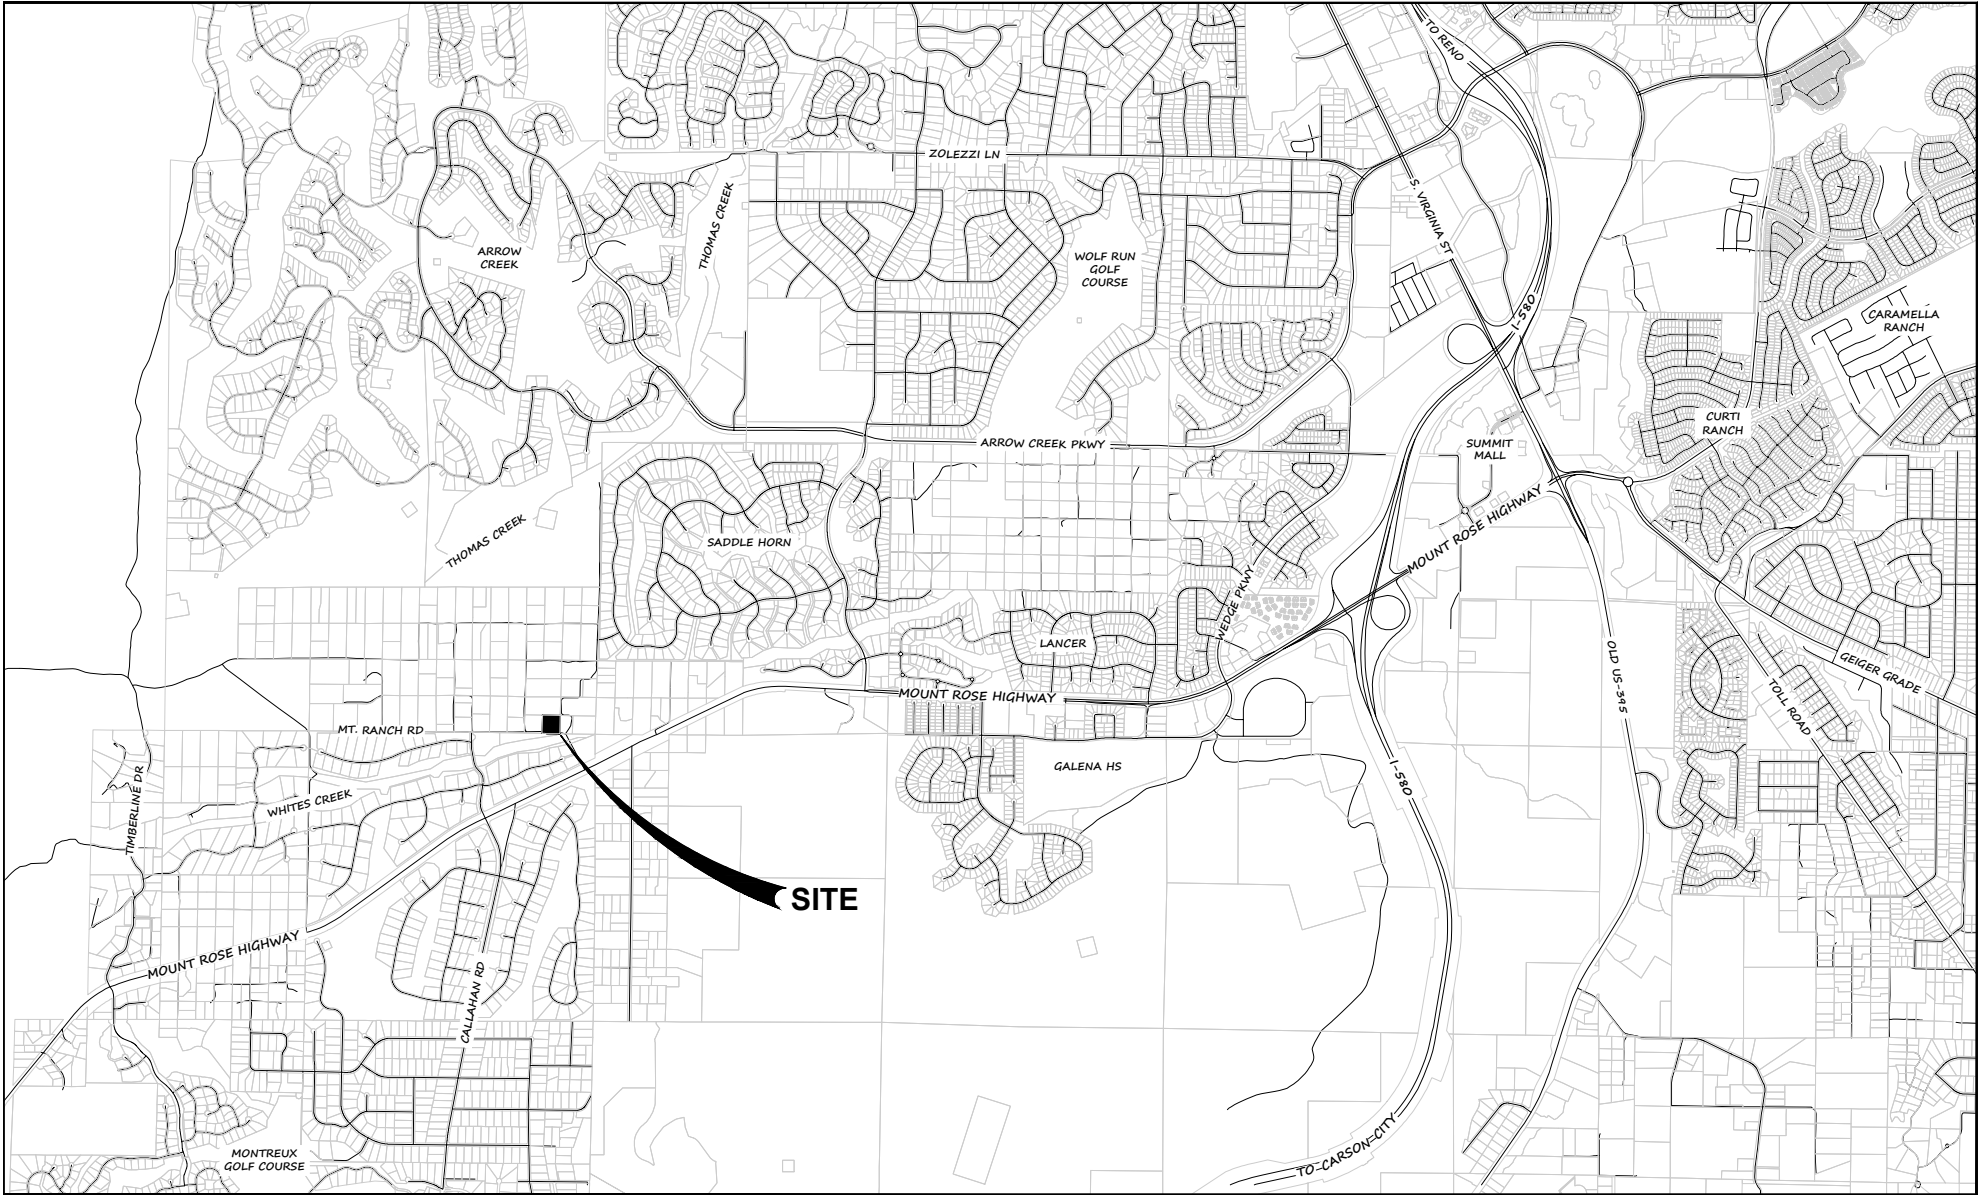 TO RENO
ZOLEZZI LN
THOMAS CREEK
S. VIRGINIA ST
ARROW
CREEK
WOLF RUN
GOLF
COURSE
I-580
CARAMELLA
RANCH
CURTI
RANCH
ARROW CREEK PKWY
SUMMIT
MALL
THOMAS CREEK
SADDLE HORN
MOUNT ROSE HIGHWAY
WEDGE PKWY
LANCER
OLD US-395
GEIGER GRADE
TOLL ROAD
MOUNT ROSE HIGHWAY
MT. RANCH RD
GALENA HS
I-580
TIMBERLINE DR
WHITES CREEK
SITE
MOUNT ROSE HIGHWAY
CALLAHAN RD
MONTREUX
GOLF COURSE
TO CARSON CITY